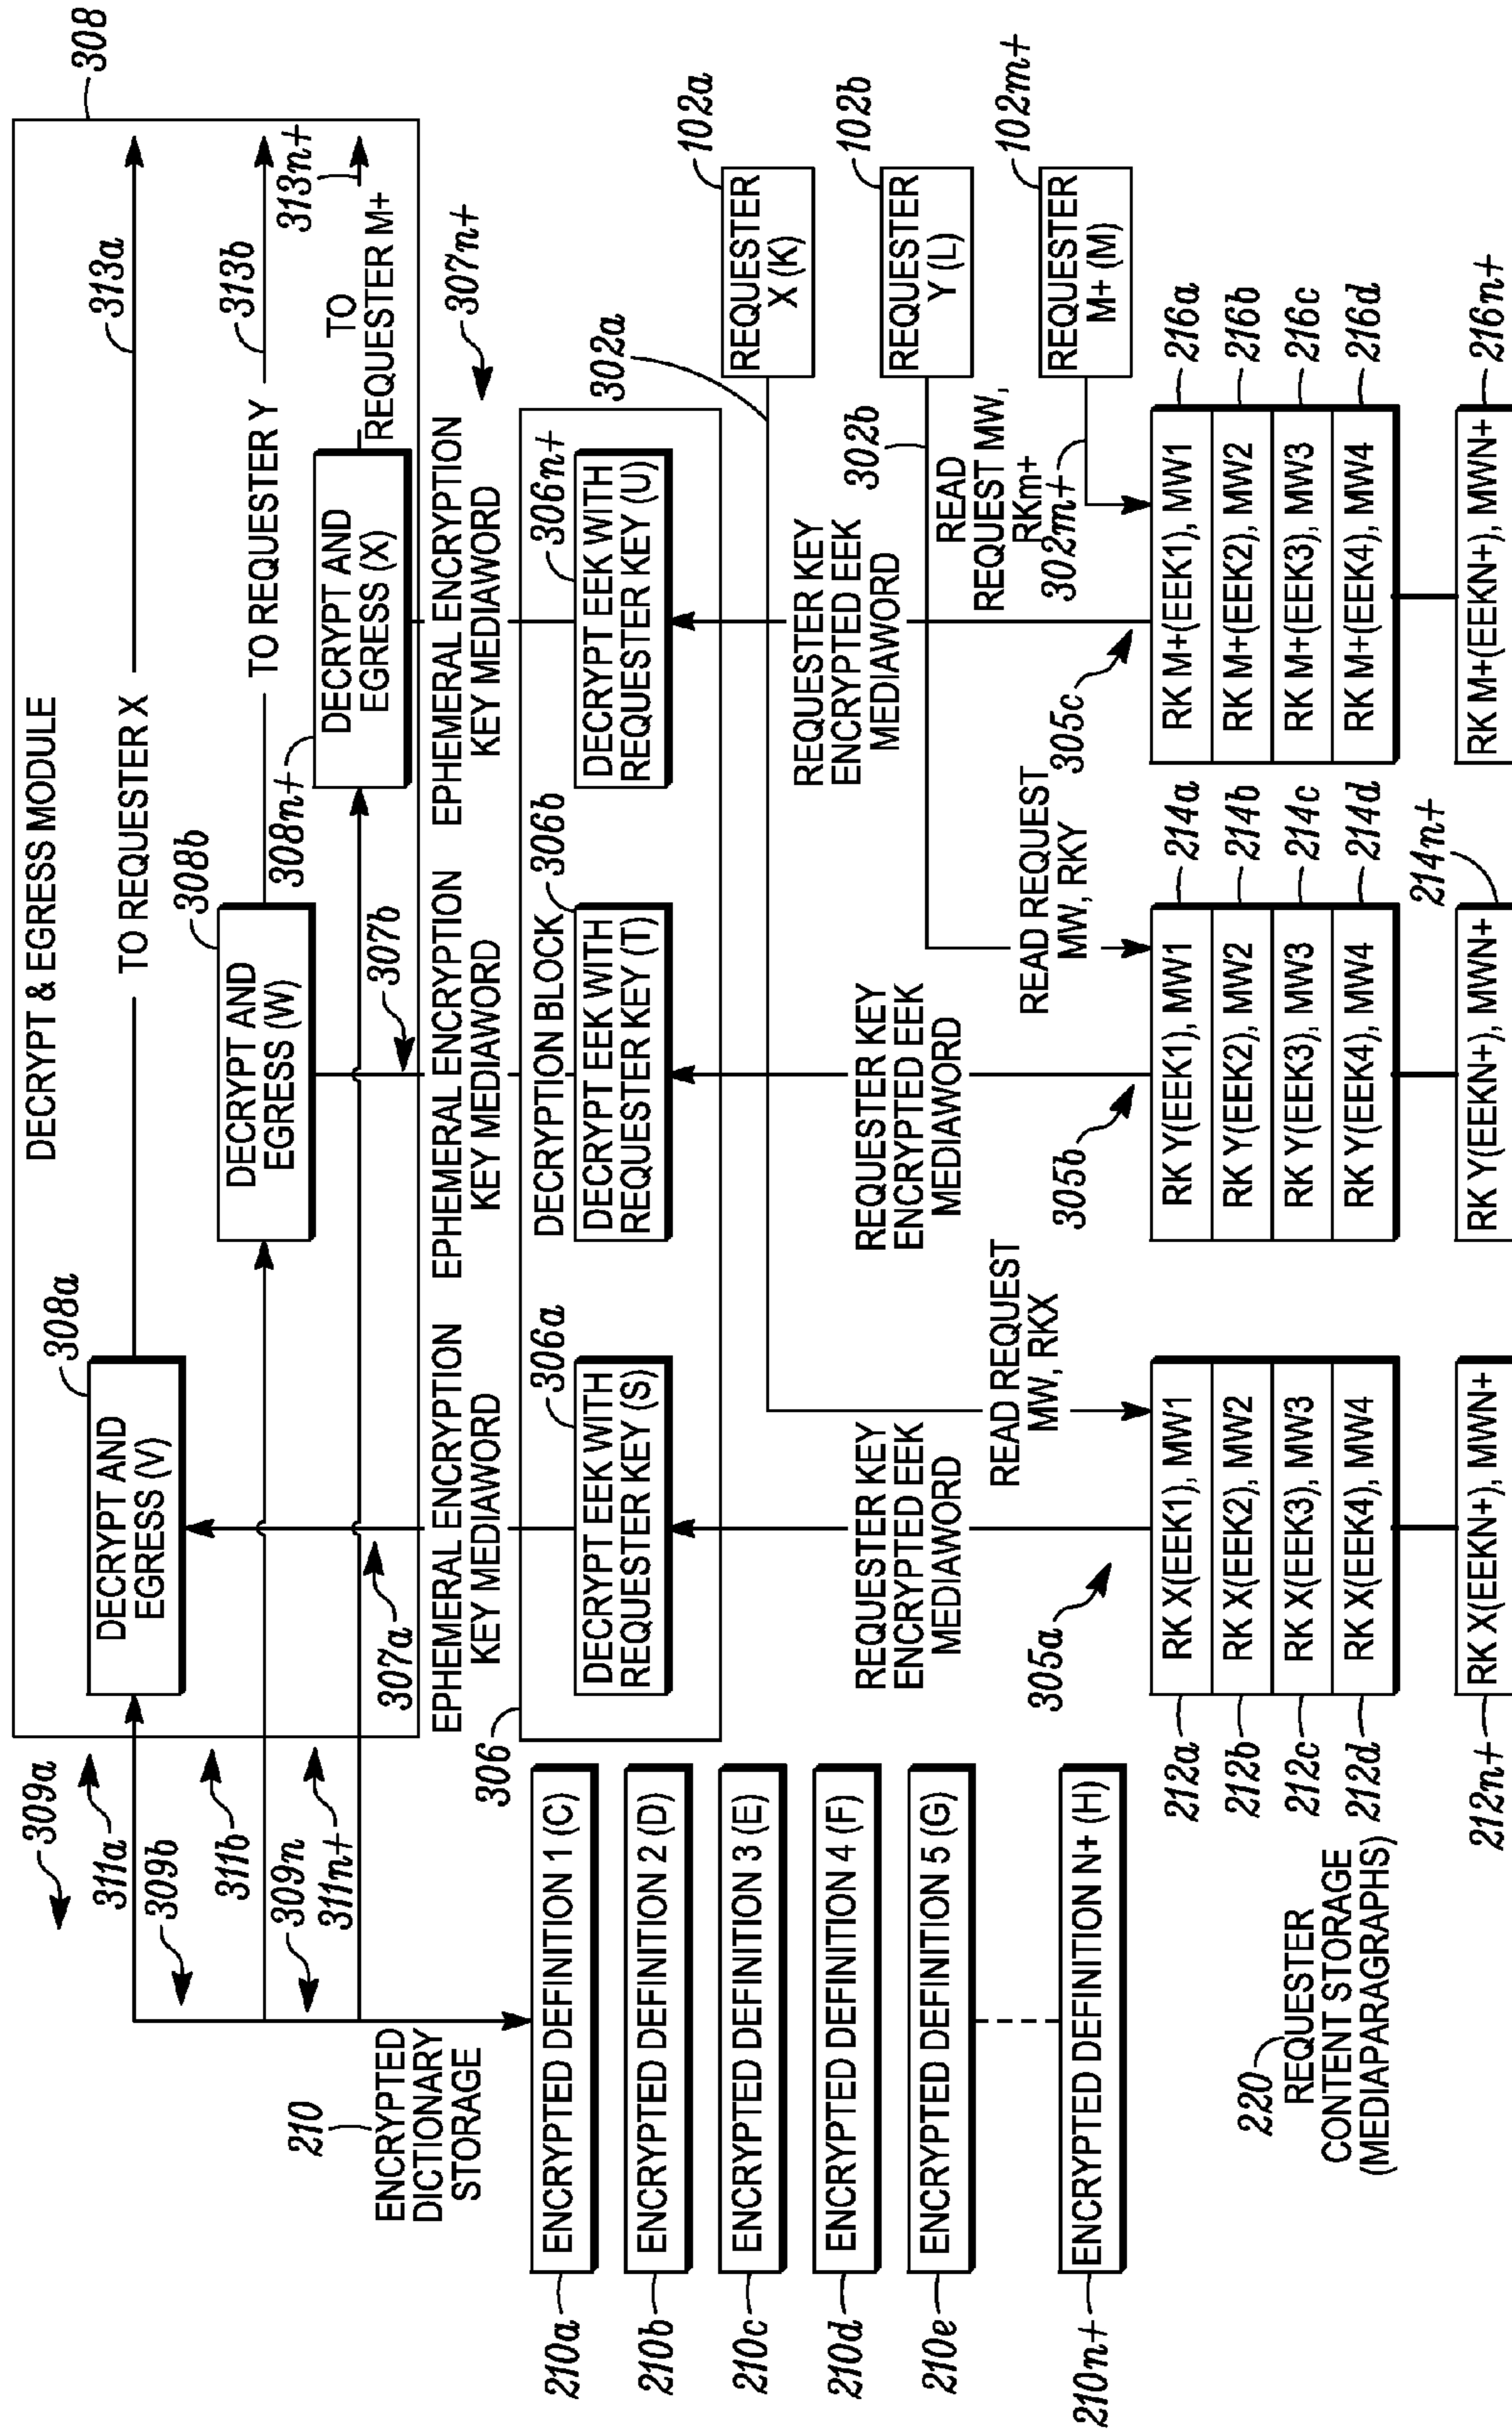 DECRYPT & EGRESS MODULE
308
309a
311a
309b
311b
309n
311n+
308a
DECRYPT AND
EGRESS (V)
TO REQUESTER X
313a
308b
DECRYPT AND
EGRESS (W)
TO REQUESTER Y
313b
308n+
DECRYPT AND
EGRESS (X)
TO
REQUESTER M+
313n+
307a
EPHEMERAL ENCRYPTION
KEY MEDIAWORD
307b
EPHEMERAL ENCRYPTION
KEY MEDIAWORD
EPHEMERAL ENCRYPTION
KEY MEDIAWORD
307n+
210
ENCRYPTED
DICTIONARY
STORAGE
210a
ENCRYPTED DEFINITION 1 (C)
210b
ENCRYPTED DEFINITION 2 (D)
210c
ENCRYPTED DEFINITION 3 (E)
210d
ENCRYPTED DEFINITION 4 (F)
210e
ENCRYPTED DEFINITION 5 (G)
210n+
ENCRYPTED DEFINITION N+ (H)
306
DECRYPTION BLOCK
306a
DECRYPT EEK WITH
REQUESTER KEY (S)
306b
DECRYPT EEK WITH
REQUESTER KEY (T)
306n+
DECRYPT EEK WITH
REQUESTER KEY (U)
302a
REQUESTER
X (K)
102a
REQUESTER KEY
ENCRYPTED EEK
MEDIAWORD
REQUESTER KEY
ENCRYPTED EEK
MEDIAWORD
REQUESTER KEY
ENCRYPTED EEK
MEDIAWORD
302b
REQUESTER
Y (L)
102b
READ
REQUEST MW,
RKm+
302m+
REQUESTER
M+ (M)
102m+
READ REQUEST
MW, RKX
READ REQUEST
MW, RKY
305a
305b
305c
220
REQUESTER
CONTENT STORAGE
(MEDIAPARAGRAPHS)
212a
RK X(EEK1), MW1
212b
RK X(EEK2), MW2
212c
RK X(EEK3), MW3
212d
RK X(EEK4), MW4
212n+
RK X(EEKN+), MWN+
RK Y(EEK1), MW1
214a
RK Y(EEK2), MW2
214b
RK Y(EEK3), MW3
214c
RK Y(EEK4), MW4
214d
RK Y(EEKN+), MWN+
214n+
RK M+(EEK1), MW1
216a
RK M+(EEK2), MW2
216b
RK M+(EEK3), MW3
216c
RK M+(EEK4), MW4
216d
RK M+(EEKN+), MWN+
216n+